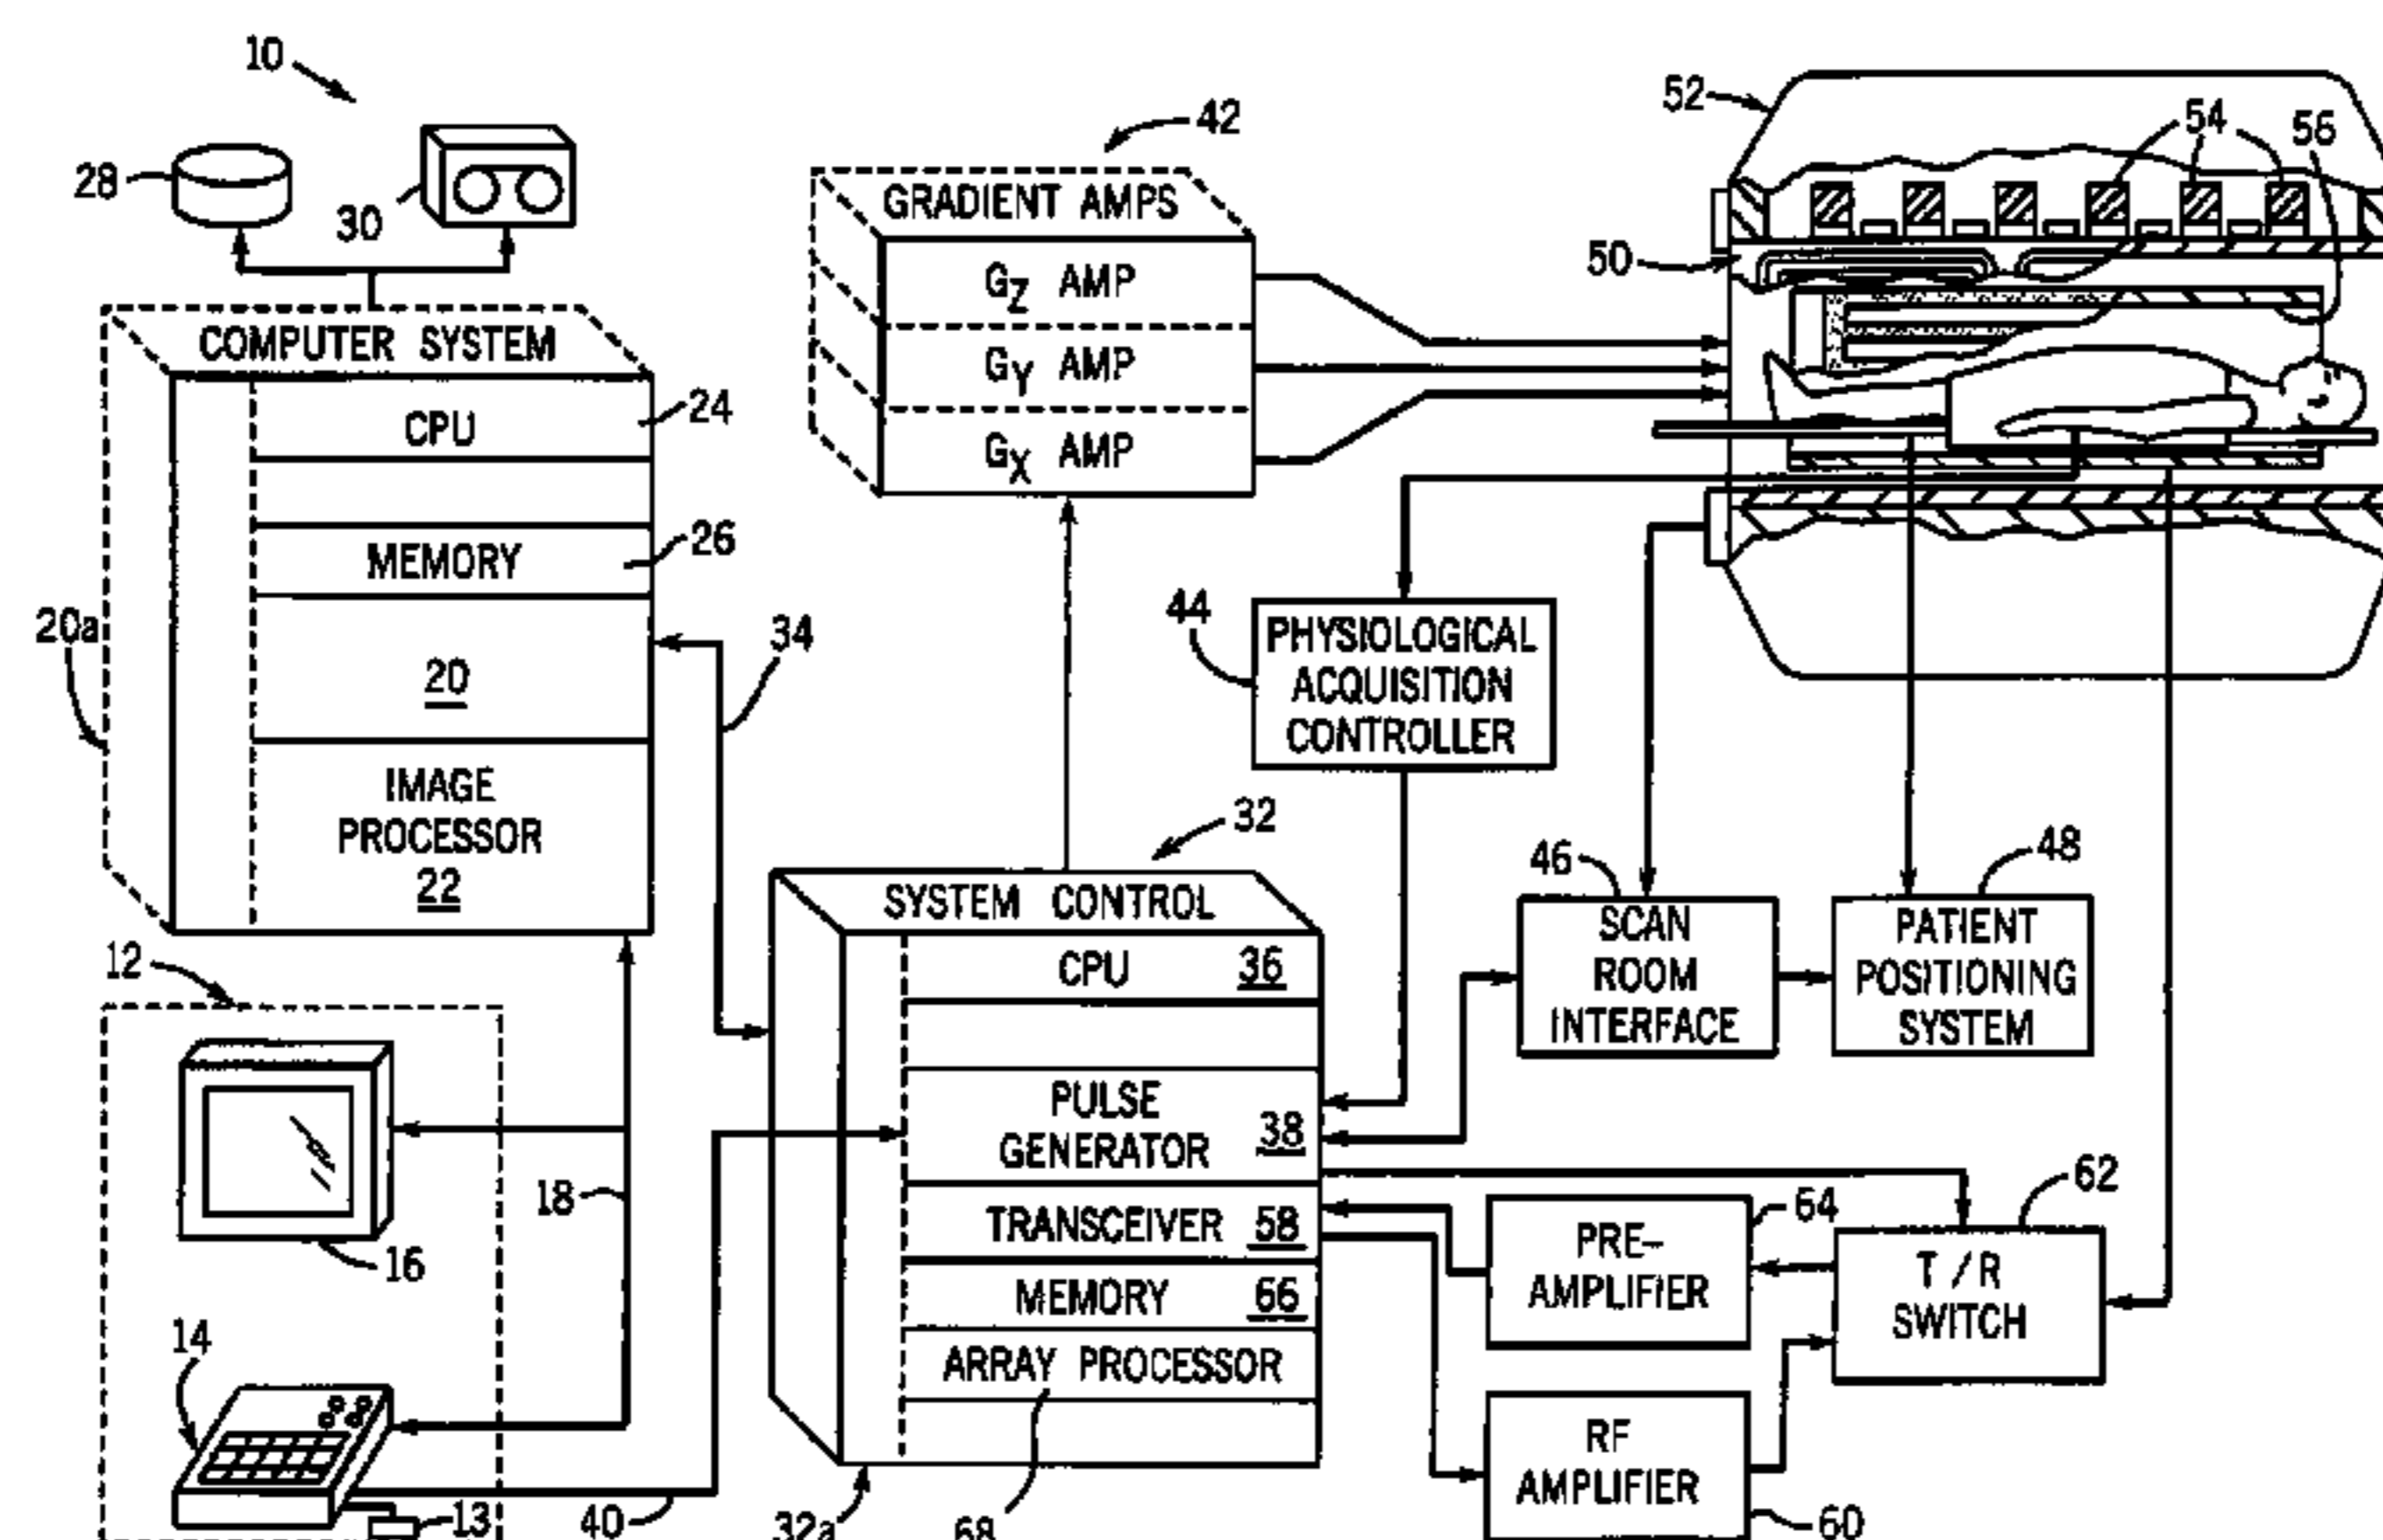 10
28
30
COMPUTER SYSTEM
CPU
24
MEMORY
26
20a
20
IMAGE
PROCESSOR
22
34
12
16
18
14
13
40
42
GRADIENT AMPS
GZ AMP
GY AMP
GX AMP
52
54
56
50
44
PHYSIOLOGICAL
ACQUISITION
CONTROLLER
32
SYSTEM CONTROL
CPU 36
PULSE
GENERATOR 38
TRANSCEIVER 58
MEMORY 66
ARRAY PROCESSOR
32a
68
46
SCAN
ROOM
INTERFACE
48
PATIENT
POSITIONING
SYSTEM
64
PRE-
AMPLIFIER
62
T / R
SWITCH
RF
AMPLIFIER
60